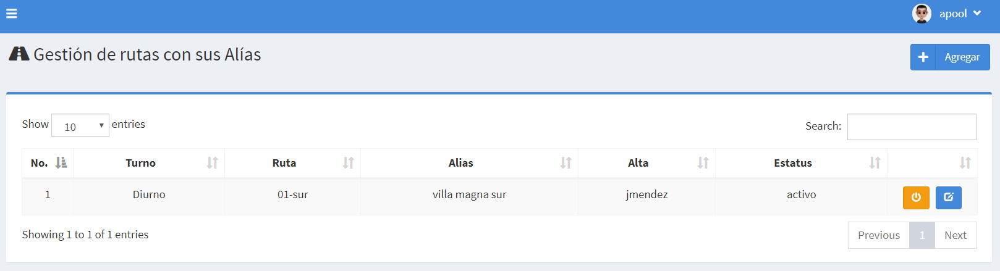 apool
Gestión de rutas con sus Alías
Agregar
Show 10 entries
Search:
No. Turno Ruta Alias Alta Estatus
1 Diurno 01-sur villa magna sur jmendez activo
Showing 1 to 1 of 1 entries
Previous 1 Next